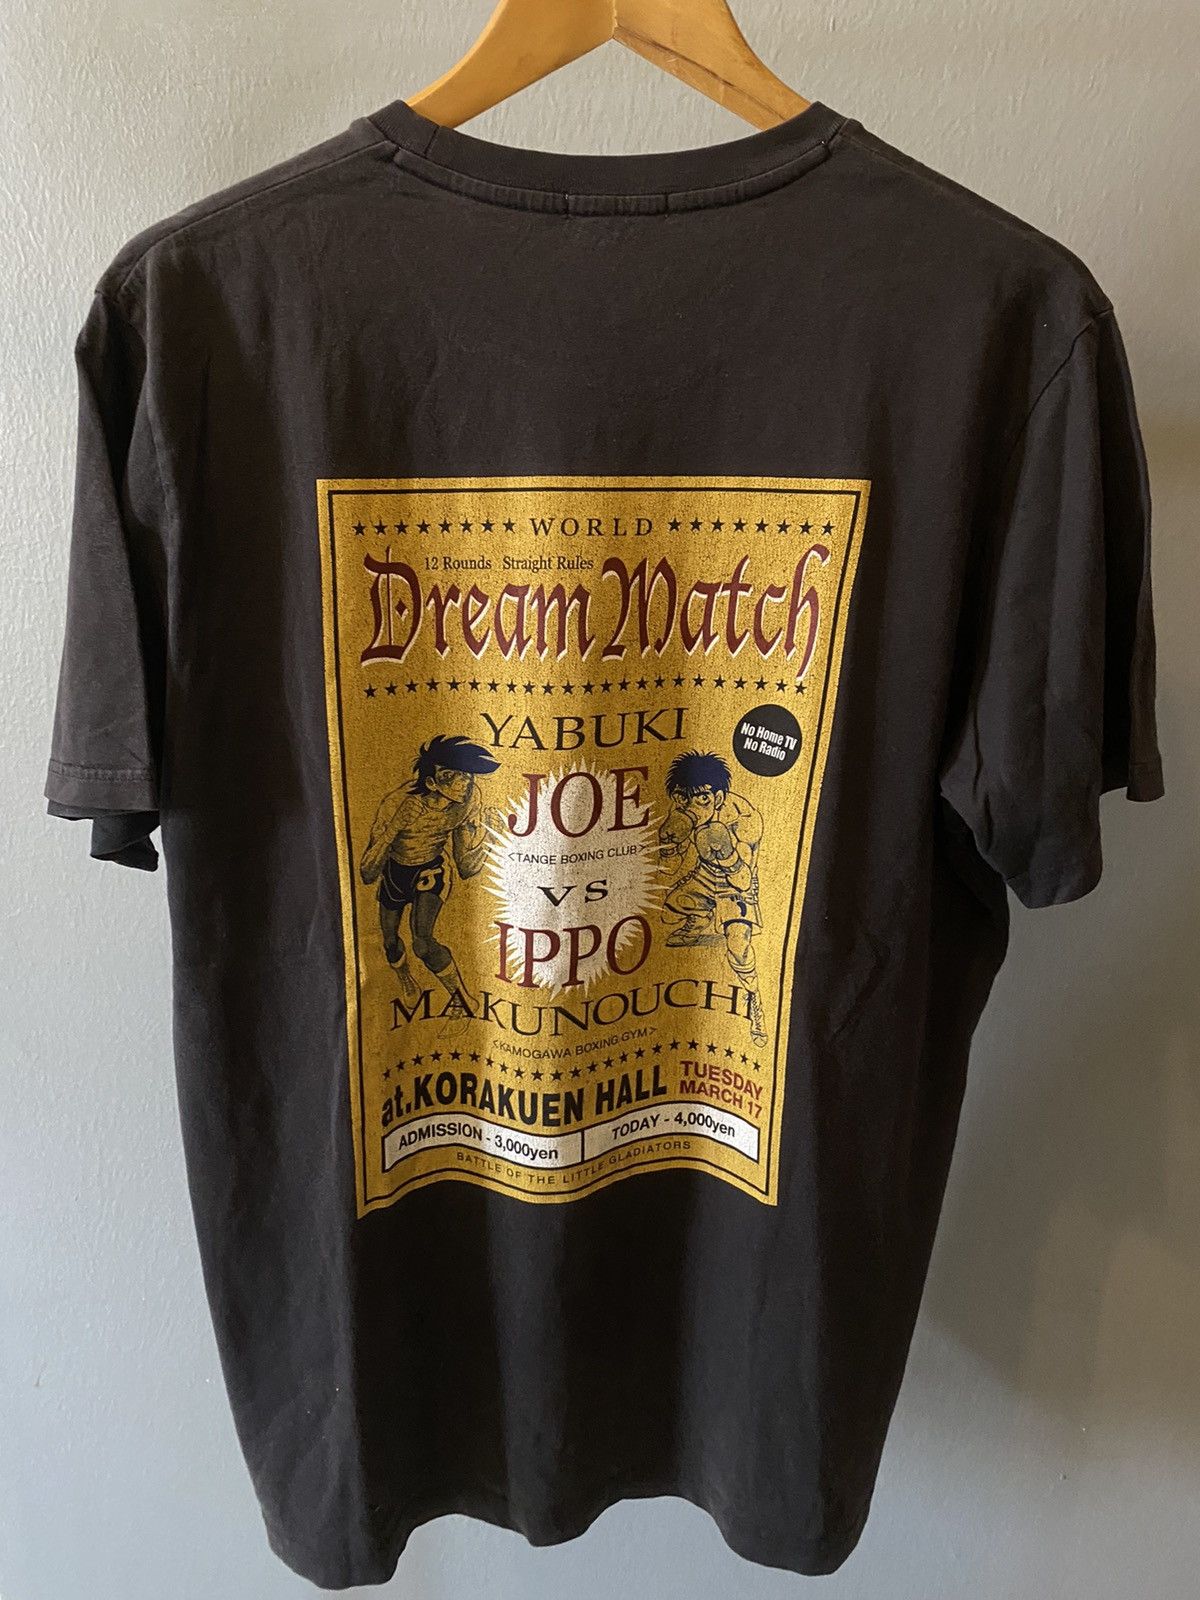 WORLD
12 Rounds Straight Rules
Dream Match
YABUKI
No Home TV
No Radio
JOE
<TANGE BOXING CLUB>
VS
IPPO
MAKUNOUCHI
<KAMOGAWA BOXING GYM>
at.KORAKUEN HALL
TUESDAY
MARCH 17
ADMISSION - 3,000yen
TODAY - 4,000yen
BATTLE OF THE LITTLE GLADIATORS